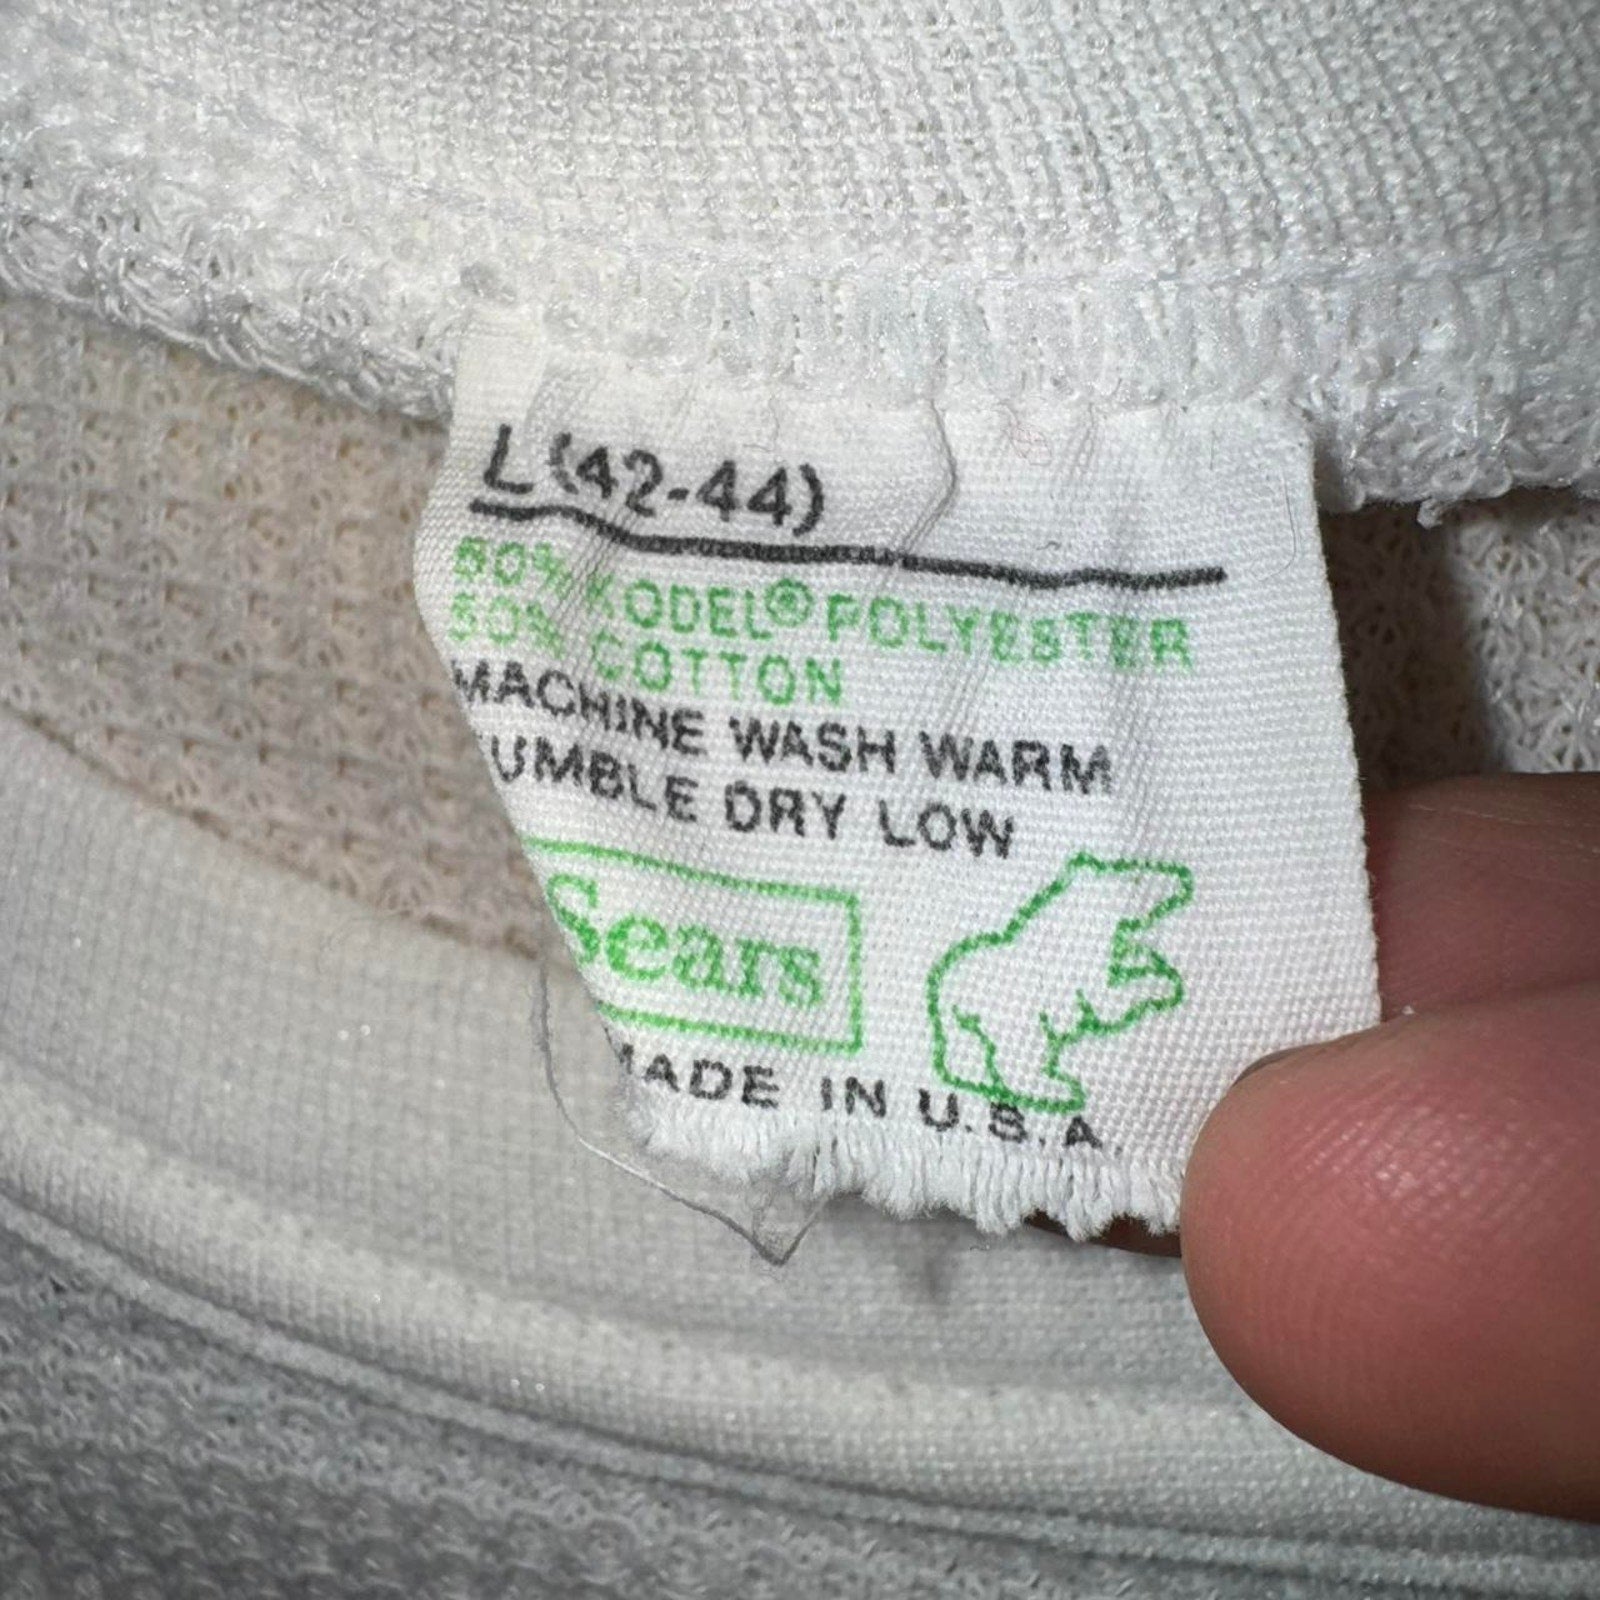 L (42-44)
50% KODEL® POLYESTER
50% COTTON
MACHINE WASH WARM
TUMBLE DRY LOW
Sears
MADE IN U.S.A